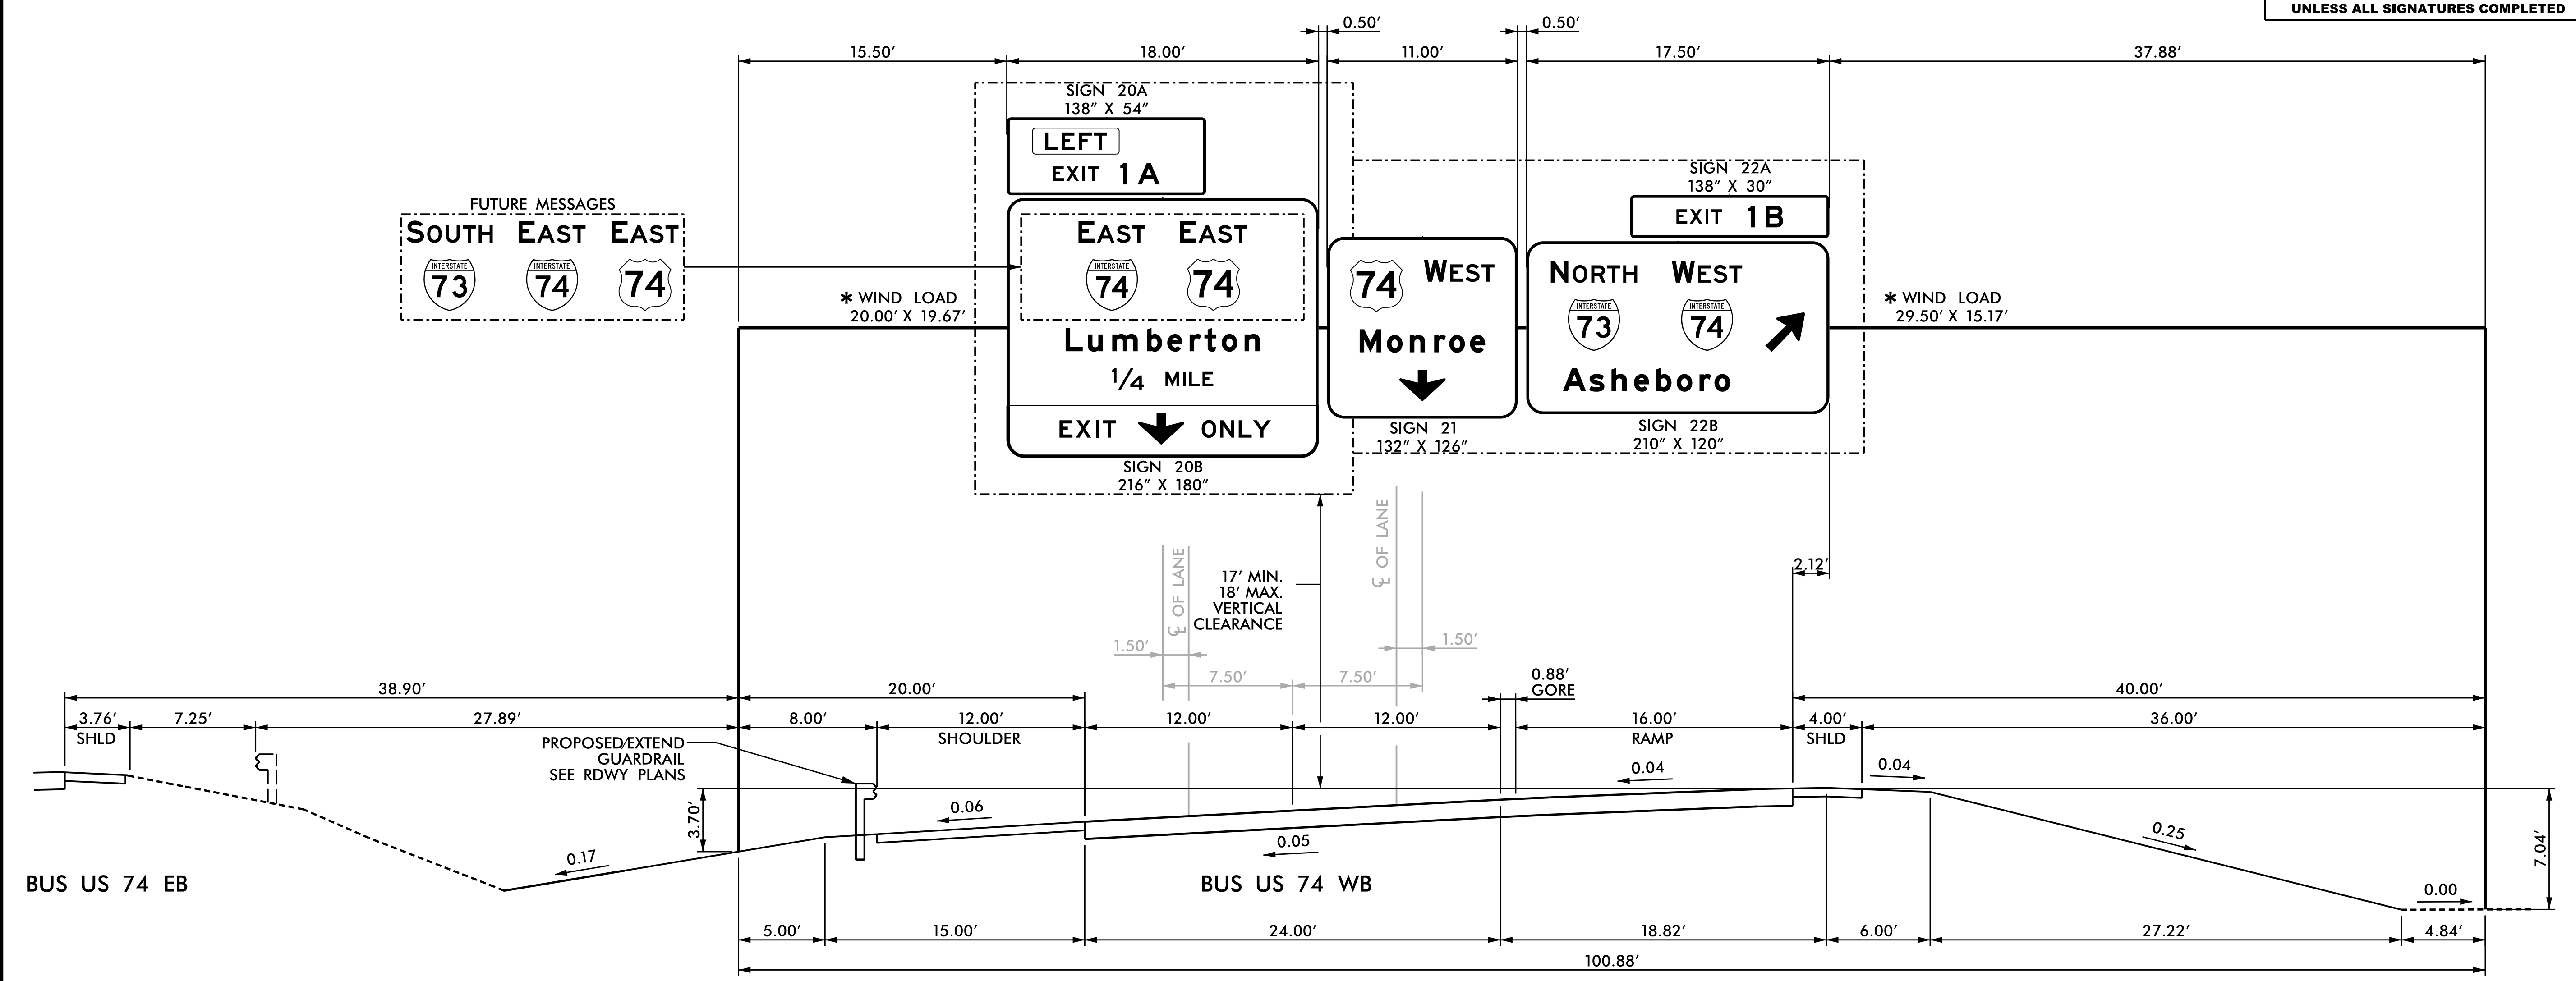 UNLESS ALL SIGNATURES COMPLETED
0.50' 0.50'
15.50' 18.00' 11.00' 17.50' 37.88'
SIGN 20A
138" X 54"
LEFT
EXIT 1A
SIGN 22A
138" X 30"
EXIT 1B
FUTURE MESSAGES
SOUTH EAST EAST
INTERSTATE INTERSTATE
73 74 74
EAST EAST
INTERSTATE
74 74
Lumberton
1/4 MILE
EXIT ONLY
74 WEST
Monroe
NORTH WEST
INTERSTATE INTERSTATE
73 74
Asheboro
* WIND LOAD
20.00' X 19.67'
* WIND LOAD
29.50' X 15.17'
SIGN 20B
216" X 180"
SIGN 21
132" X 126"
SIGN 22B
210" X 120"
℄ OF LANE
℄ OF LANE
17' MIN.
18' MAX.
VERTICAL
CLEARANCE
2.12'
1.50' 1.50'
7.50' 7.50'
0.88'
GORE
38.90' 20.00' 40.00'
3.76' 7.25' 27.89' 8.00' 12.00' 12.00' 12.00' 16.00' 4.00' 36.00'
SHLD SHOULDER RAMP SHLD
PROPOSED/EXTEND
GUARDRAIL
SEE RDWY PLANS
0.04 0.04
3.70'
0.06
0.05
0.17
0.25
7.04'
0.00
BUS US 74 EB
BUS US 74 WB
5.00' 15.00' 24.00' 18.82' 6.00' 27.22' 4.84'
100.88'